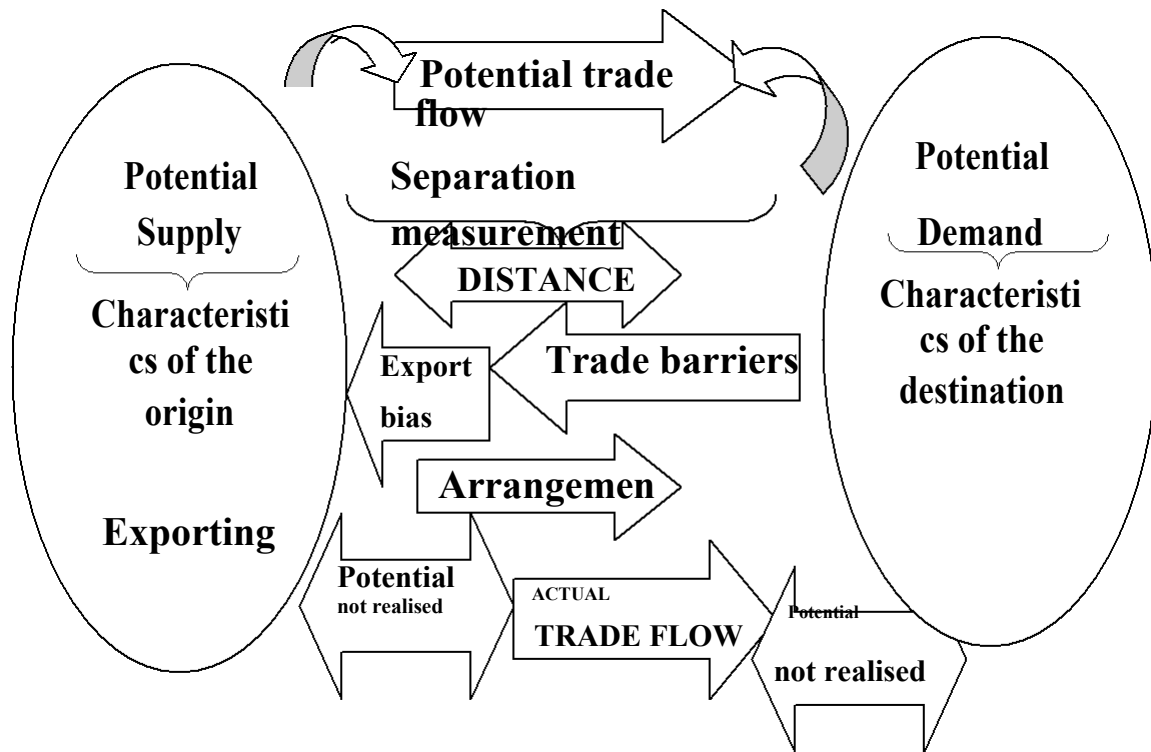 Potential trade
flow
Potential
Supply
Characteristi
cs of the
origin
Exporting
Separation
measurement
DISTANCE
Trade barriers
Export
bias
Arrangemen
Potential
not realised
ACTUAL
TRADE FLOW
Potential
not realised
Potential
Demand
Characteristi
cs of the
destination